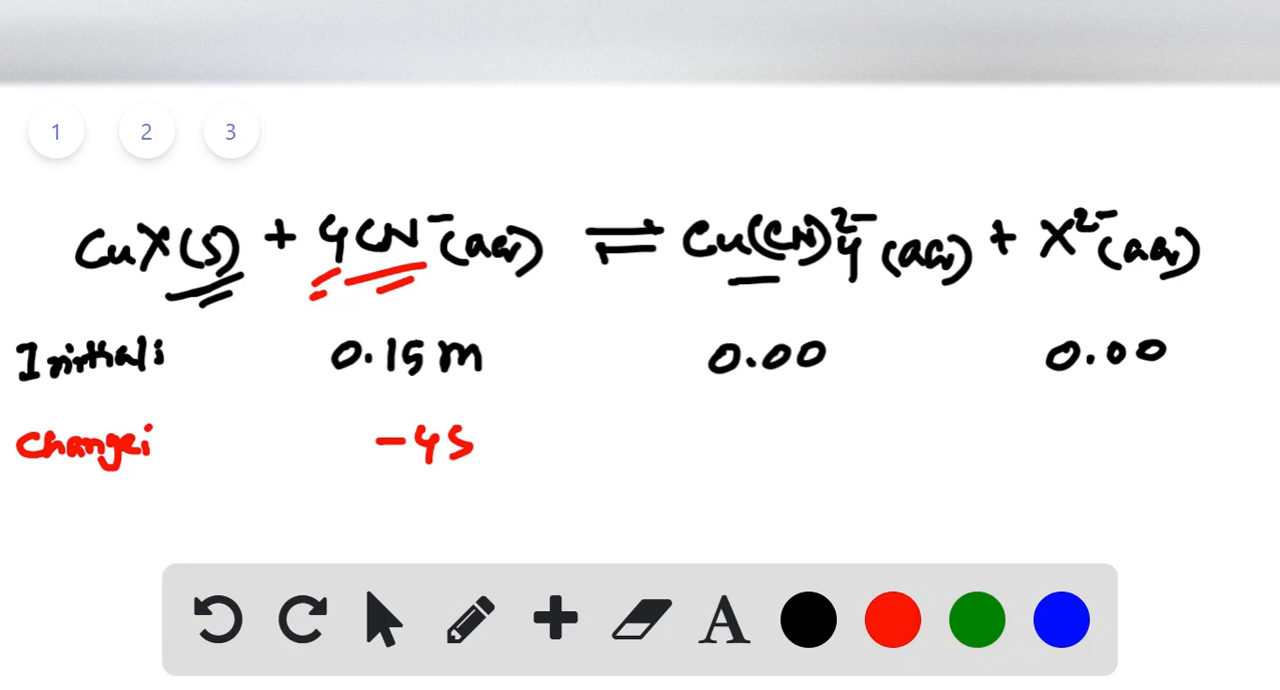 1 2 3
CuX(s) + 4CN⁻(aq) ⇌ Cu(CN)₄²⁻(aq) + X²⁻(aq)
Initial: 0.15 m 0.00 0.00
Change: -4s
A